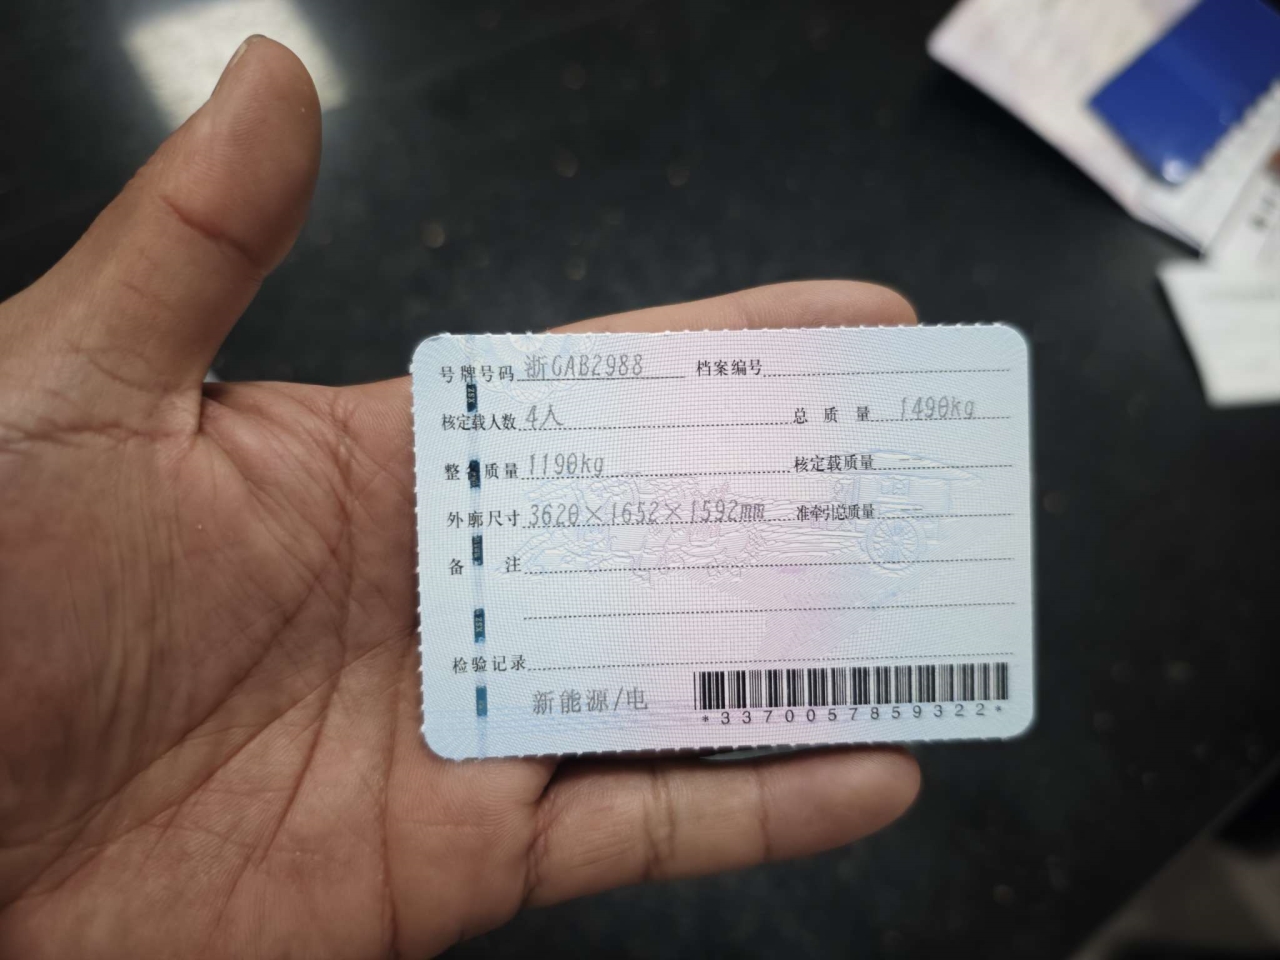 号牌号码 浙GAB2988 档案编号
核定载人数 4人 总质量 1490kg
整备质量 1190kg 核定载质量
外廓尺寸 3620×1652×1592mm 准牵引总质量
备注
检验记录
新能源/电
*3370057859322*